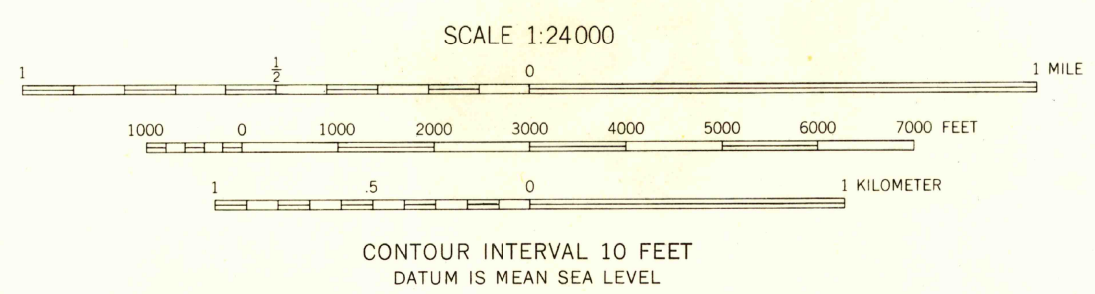 SCALE 1:24000
1 1/2 0 1 MILE
1000 0 1000 2000 3000 4000 5000 6000 7000 FEET
1 .5 0 1 KILOMETER
CONTOUR INTERVAL 10 FEET
DATUM IS MEAN SEA LEVEL